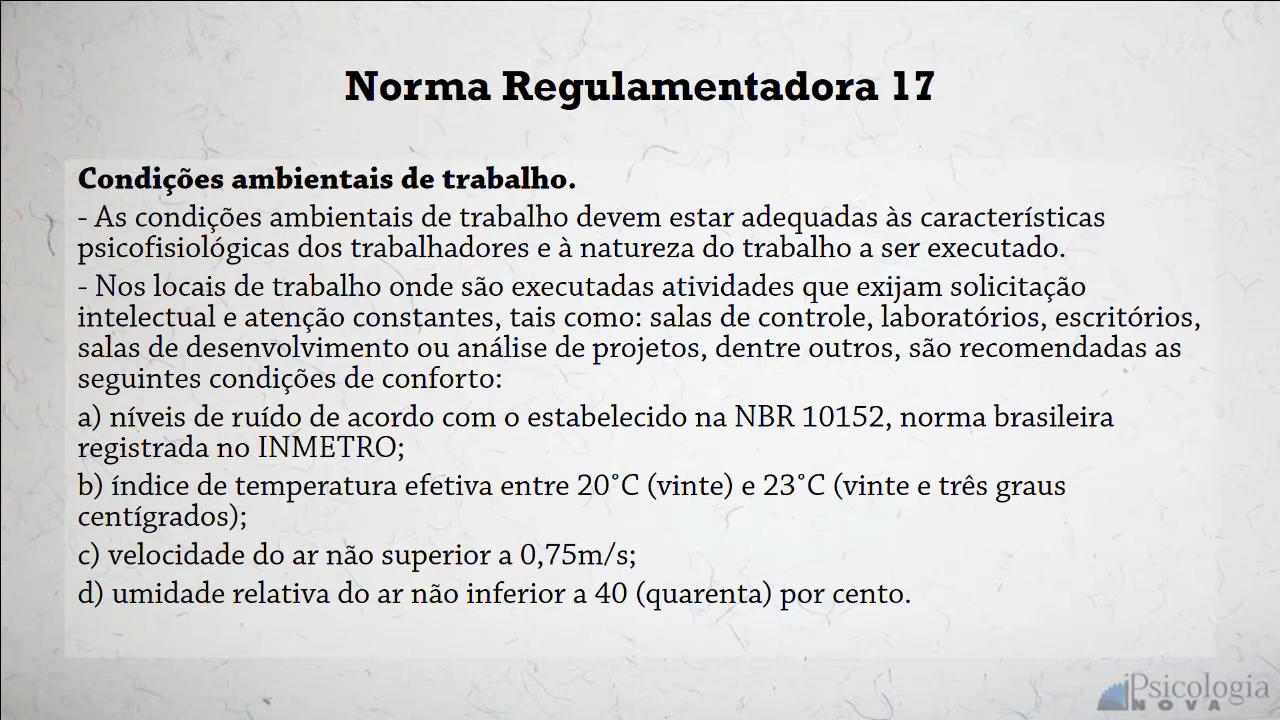 Norma Regulamentadora 17
Condições ambientais de trabalho.
- As condições ambientais de trabalho devem estar adequadas às características
psicofisiológicas dos trabalhadores e à natureza do trabalho a ser executado.
- Nos locais de trabalho onde são executadas atividades que exijam solicitação
intelectual e atenção constantes, tais como: salas de controle, laboratórios, escritórios,
salas de desenvolvimento ou análise de projetos, dentre outros, são recomendadas as
seguintes condições de conforto:
a) níveis de ruído de acordo com o estabelecido na NBR 10152, norma brasileira
registrada no INMETRO;
b) índice de temperatura efetiva entre 20°C (vinte) e 23°C (vinte e três graus
centígrados);
c) velocidade do ar não superior a 0,75m/s;
d) umidade relativa do ar não inferior a 40 (quarenta) por cento.
Psicologia
NOVA